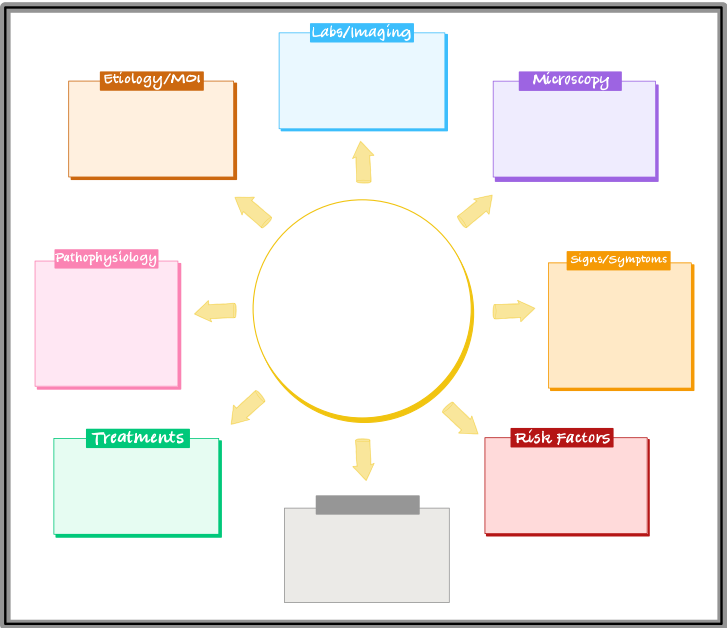 Labs/Imaging
Etiology/MOI
Microscopy
Pathophysiology
Signs/Symptoms
Treatments
Risk Factors